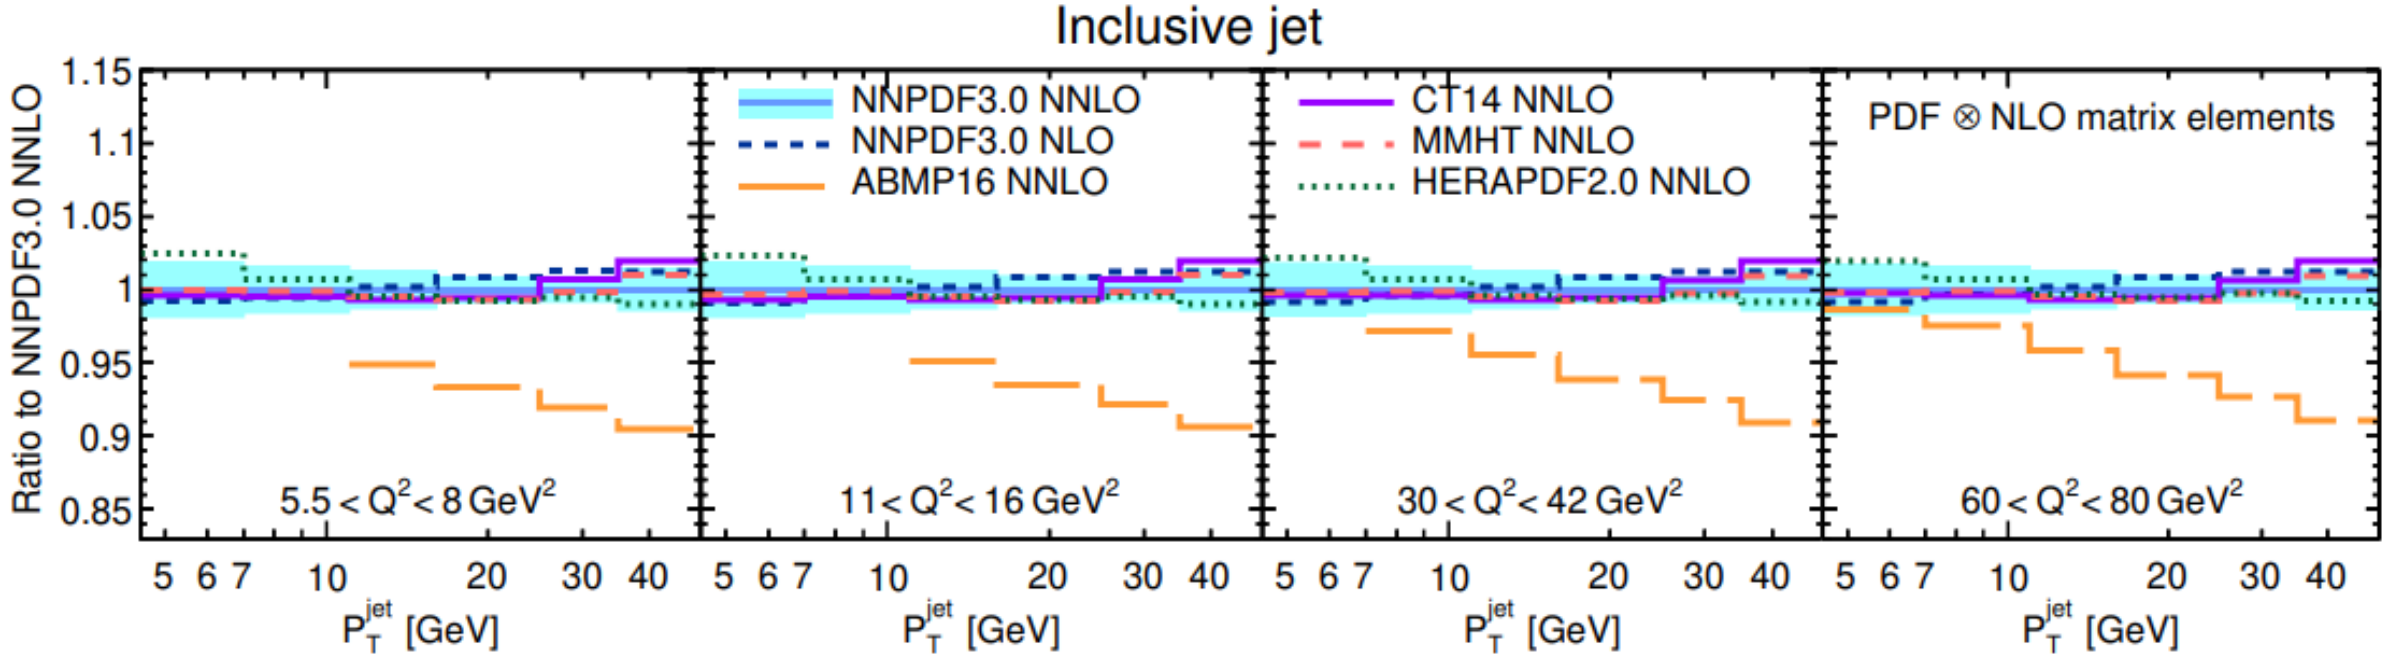 Inclusive jet
Ratio to NNPDF3.0 NNLO
1.15
1.1
1.05
1
0.95
0.9
0.85
NNPDF3.0 NNLO
NNPDF3.0 NLO
ABMP16 NNLO
CT14 NNLO
MMHT NNLO
HERAPDF2.0 NNLO
PDF ⊗ NLO matrix elements
5.5 < Q² < 8 GeV²
11 < Q² < 16 GeV²
30 < Q² < 42 GeV²
60 < Q² < 80 GeV²
5 6 7 10 20 30 40
5 6 7 10 20 30 40
5 6 7 10 20 30 40
5 6 7 10 20 30 40
P_T^jet [GeV]
P_T^jet [GeV]
P_T^jet [GeV]
P_T^jet [GeV]